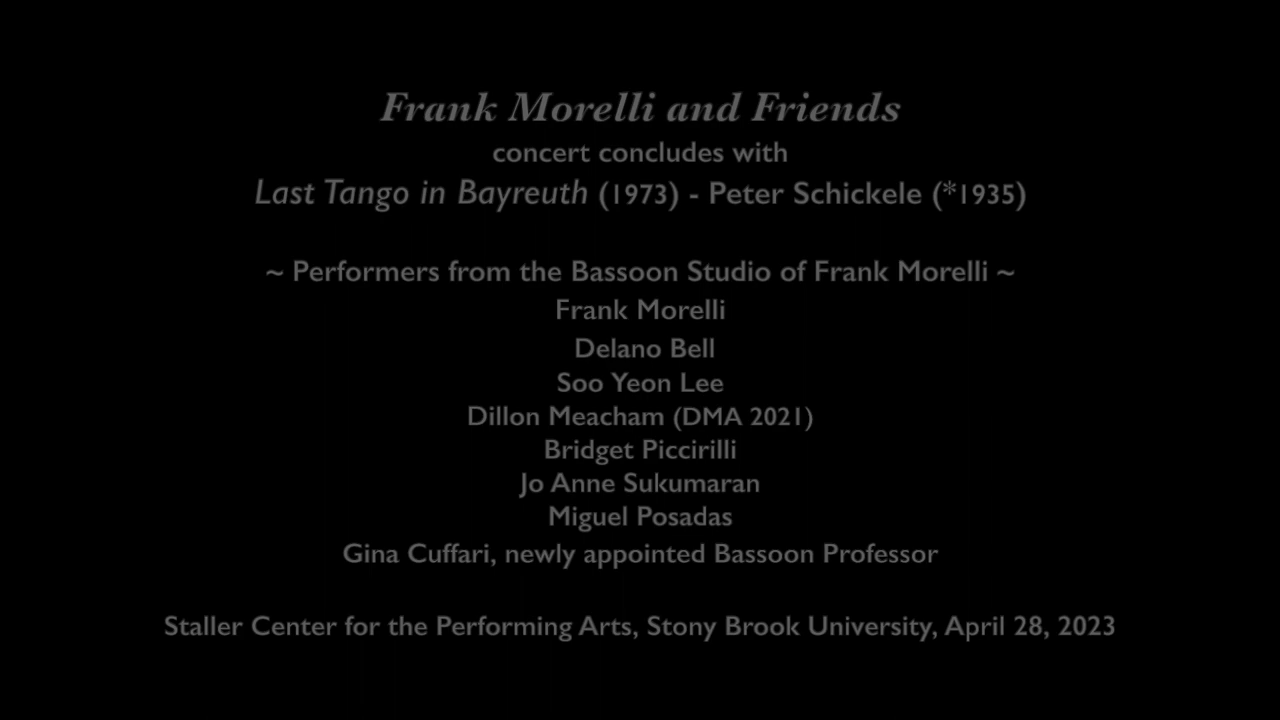 Frank Morelli and Friends
concert concludes with
Last Tango in Bayreuth (1973) - Peter Schickele (*1935)
~ Performers from the Bassoon Studio of Frank Morelli ~
Frank Morelli
Delano Bell
Soo Yeon Lee
Dillon Meacham (DMA 2021)
Bridget Piccirilli
Jo Anne Sukumaran
Miguel Posadas
Gina Cuffari, newly appointed Bassoon Professor
Staller Center for the Performing Arts, Stony Brook University, April 28, 2023